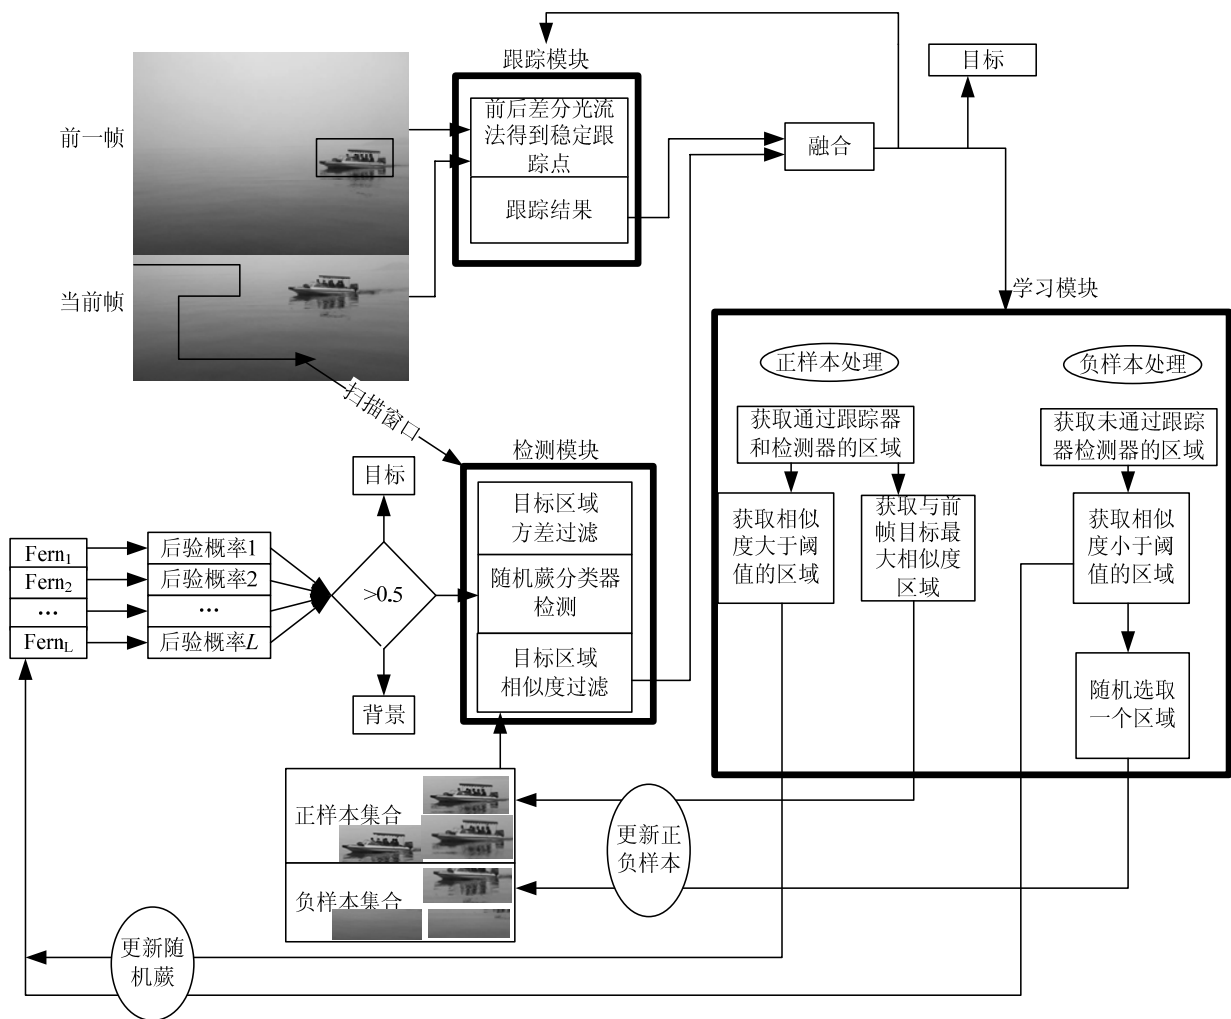 跟踪模块
目标
前一帧
前后差分光流
法得到稳定跟
踪点
跟踪结果
融合
当前帧
扫描窗口
学习模块
正样本处理
负样本处理
获取通过跟踪器
和检测器的区域
获取未通过跟踪
器检测器的区域
获取相似
度大于阈
值的区域
获取与前
帧目标最
大相似度
区域
获取相似
度小于阈
值的区域
随机选取
一个区域
检测模块
目标区域
方差过滤
随机蕨分类器
检测
目标区域
相似度过滤
目标
>0.5
背景
Fern1
后验概率1
Fern2
后验概率2
...
...
FernL
后验概率L
正样本集合
负样本集合
更新正
负样本
更新随
机蕨